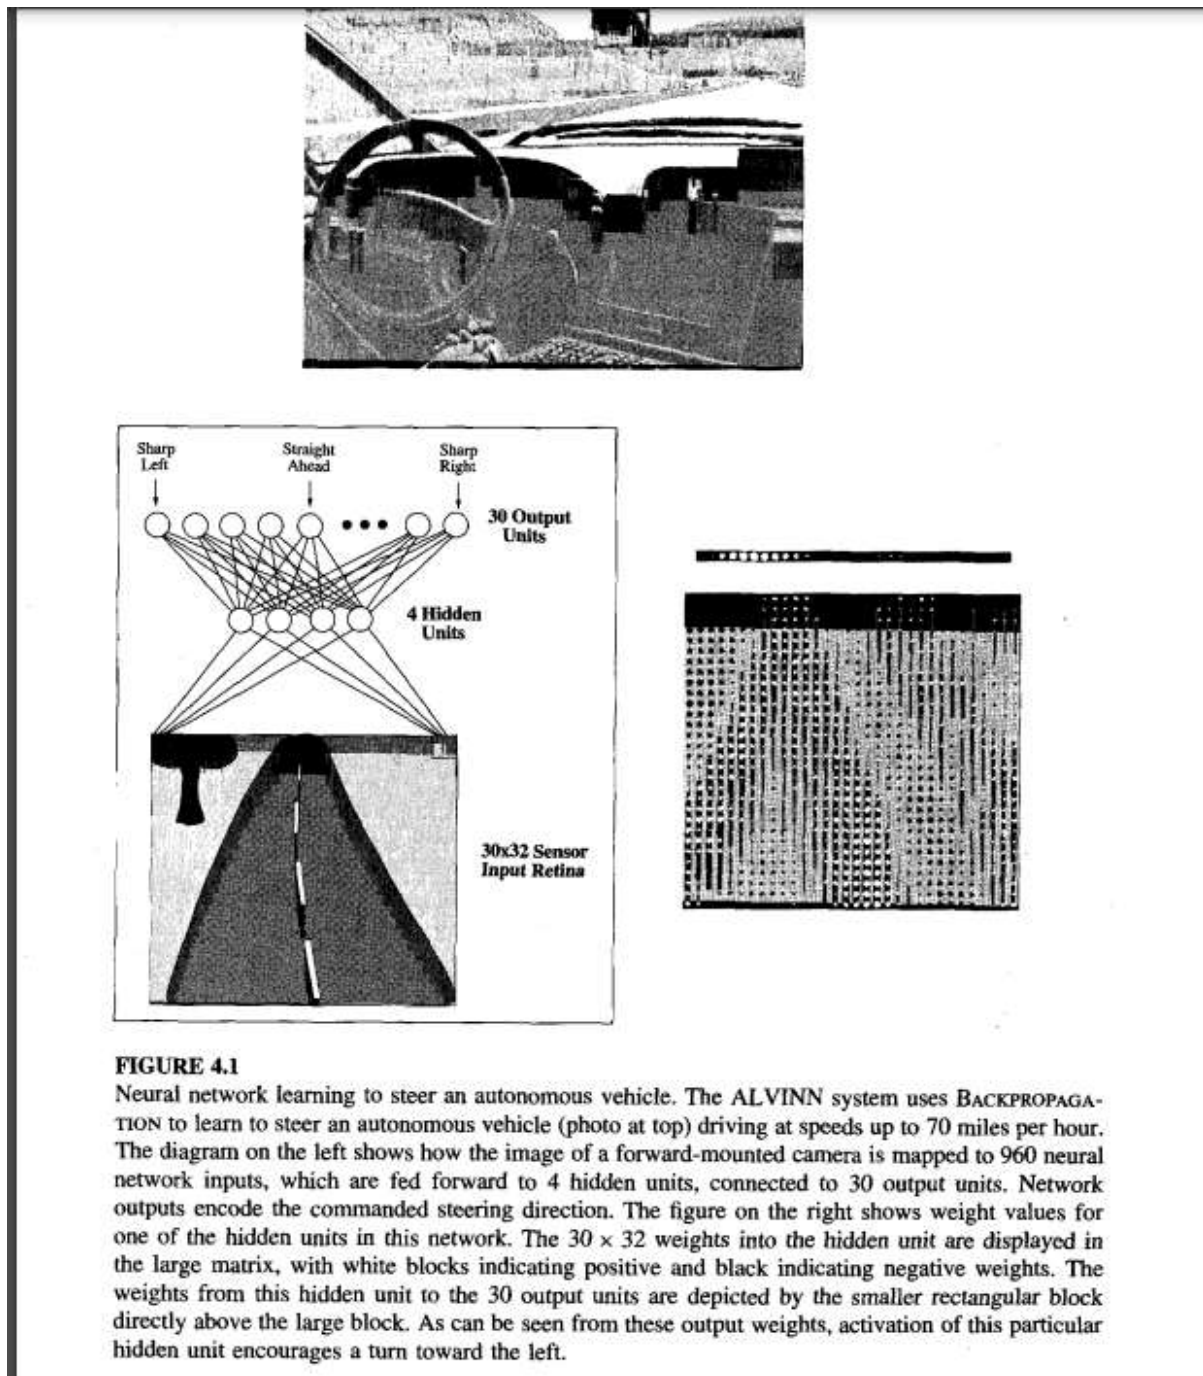 Sharp
Left
Straight
Ahead
Sharp
Right
30 Output
Units
4 Hidden
Units
30x32 Sensor
Input Retina
FIGURE 4.1
Neural network learning to steer an autonomous vehicle. The ALVINN system uses BACKPROPAGA-
TION to learn to steer an autonomous vehicle (photo at top) driving at speeds up to 70 miles per hour.
The diagram on the left shows how the image of a forward-mounted camera is mapped to 960 neural
network inputs, which are fed forward to 4 hidden units, connected to 30 output units. Network
outputs encode the commanded steering direction. The figure on the right shows weight values for
one of the hidden units in this network. The 30 × 32 weights into the hidden unit are displayed in
the large matrix, with white blocks indicating positive and black indicating negative weights. The
weights from this hidden unit to the 30 output units are depicted by the smaller rectangular block
directly above the large block. As can be seen from these output weights, activation of this particular
hidden unit encourages a turn toward the left.